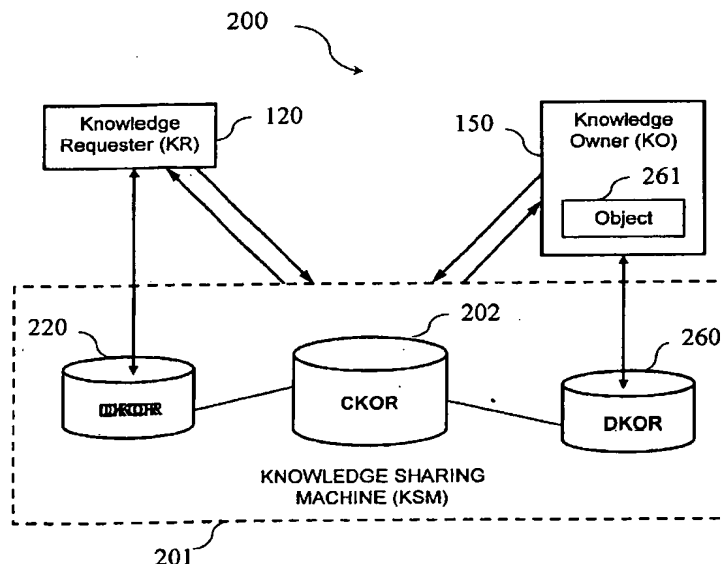 200
Knowledge
Requester (KR)
120
150
Knowledge
Owner (KO)
261
Object
220
202
260
CKOR
DKOR
KNOWLEDGE SHARING
MACHINE (KSM)
201